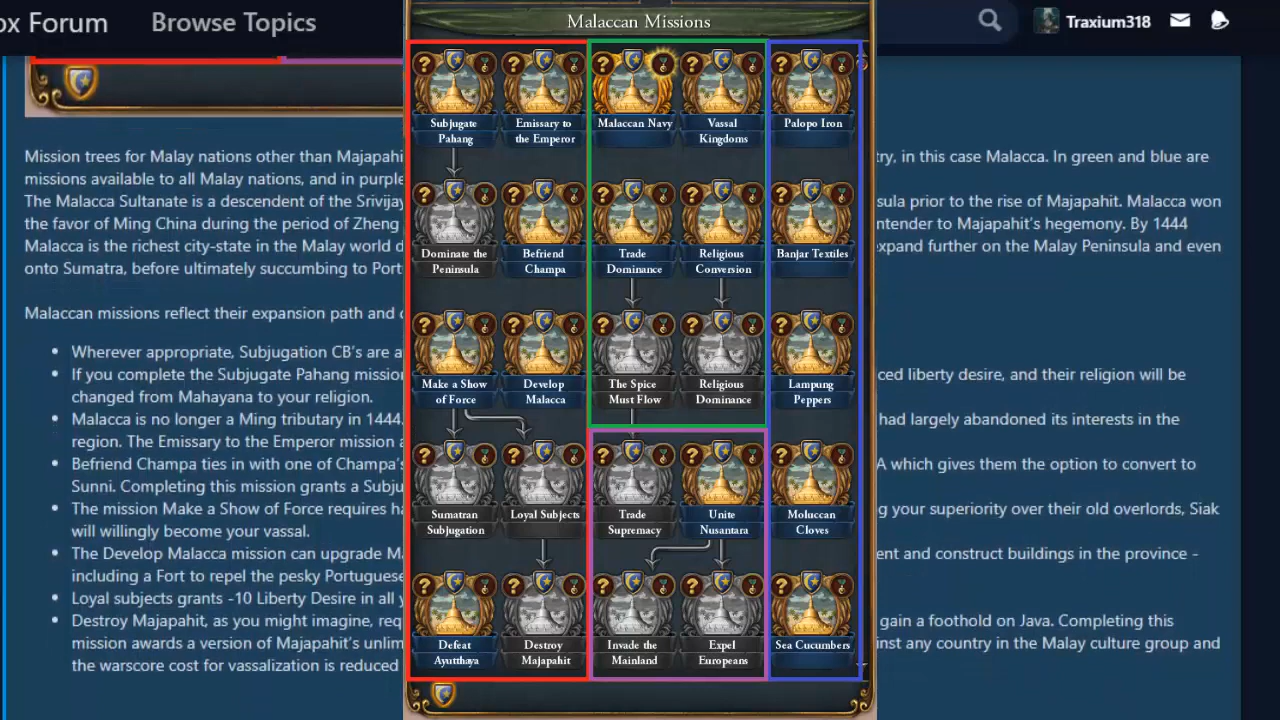 ox Forum
Browse Topics
Malaccan Missions
Traxium318
Subjugate
Pahang
Emissary to
the Emperor
Malaccan Navy
Vassal
Kingdoms
Palopo Iron
Dominate the
Peninsula
Befriend
Champa
Trade
Dominance
Religious
Conversion
Banjar Textiles
Make a Show
of Force
Develop
Malacca
The Spice
Must Flow
Religious
Dominance
Lampung
Peppers
Sumatran
Subjugation
Loyal Subjects
Trade
Supremacy
Unite
Nusantara
Moluccan
Cloves
Defeat
Ayutthaya
Destroy
Majapahit
Invade the
Mainland
Expel
Europeans
Sea Cucumbers
Mission trees for Malay nations other than Majapahi
try, in this case Malacca. In green and blue are
missions available to all Malay nations, and in purple
The Malacca Sultanate is a descendent of the Srivijay
sula prior to the rise of Majapahit. Malacca won
the favor of Ming China during the period of Zheng
ntender to Majapahit's hegemony. By 1444
Malacca is the richest city-state in the Malay world d
expand further on the Malay Peninsula and even
onto Sumatra, before ultimately succumbing to Port
Malaccan missions reflect their expansion path and c
• Wherever appropriate, Subjugation CB's are a
• If you complete the Subjugate Pahang mission
ced liberty desire, and their religion will be
changed from Mahayana to your religion.
• Malacca is no longer a Ming tributary in 1444.
had largely abandoned its interests in the
region. The Emissary to the Emperor mission a
• Befriend Champa ties in with one of Champa's
A which gives them the option to convert to
Sunni. Completing this mission grants a Subju
• The mission Make a Show of Force requires ha
g your superiority over their old overlords, Siak
will willingly become your vassal.
• The Develop Malacca mission can upgrade Ma
ent and construct buildings in the province -
including a Fort to repel the pesky Portuguese
• Loyal subjects grants -10 Liberty Desire in all y
• Destroy Majapahit, as you might imagine, req
gain a foothold on Java. Completing this
mission awards a version of Majapahit's unlim
inst any country in the Malay culture group and
the warscore cost for vassalization is reduced